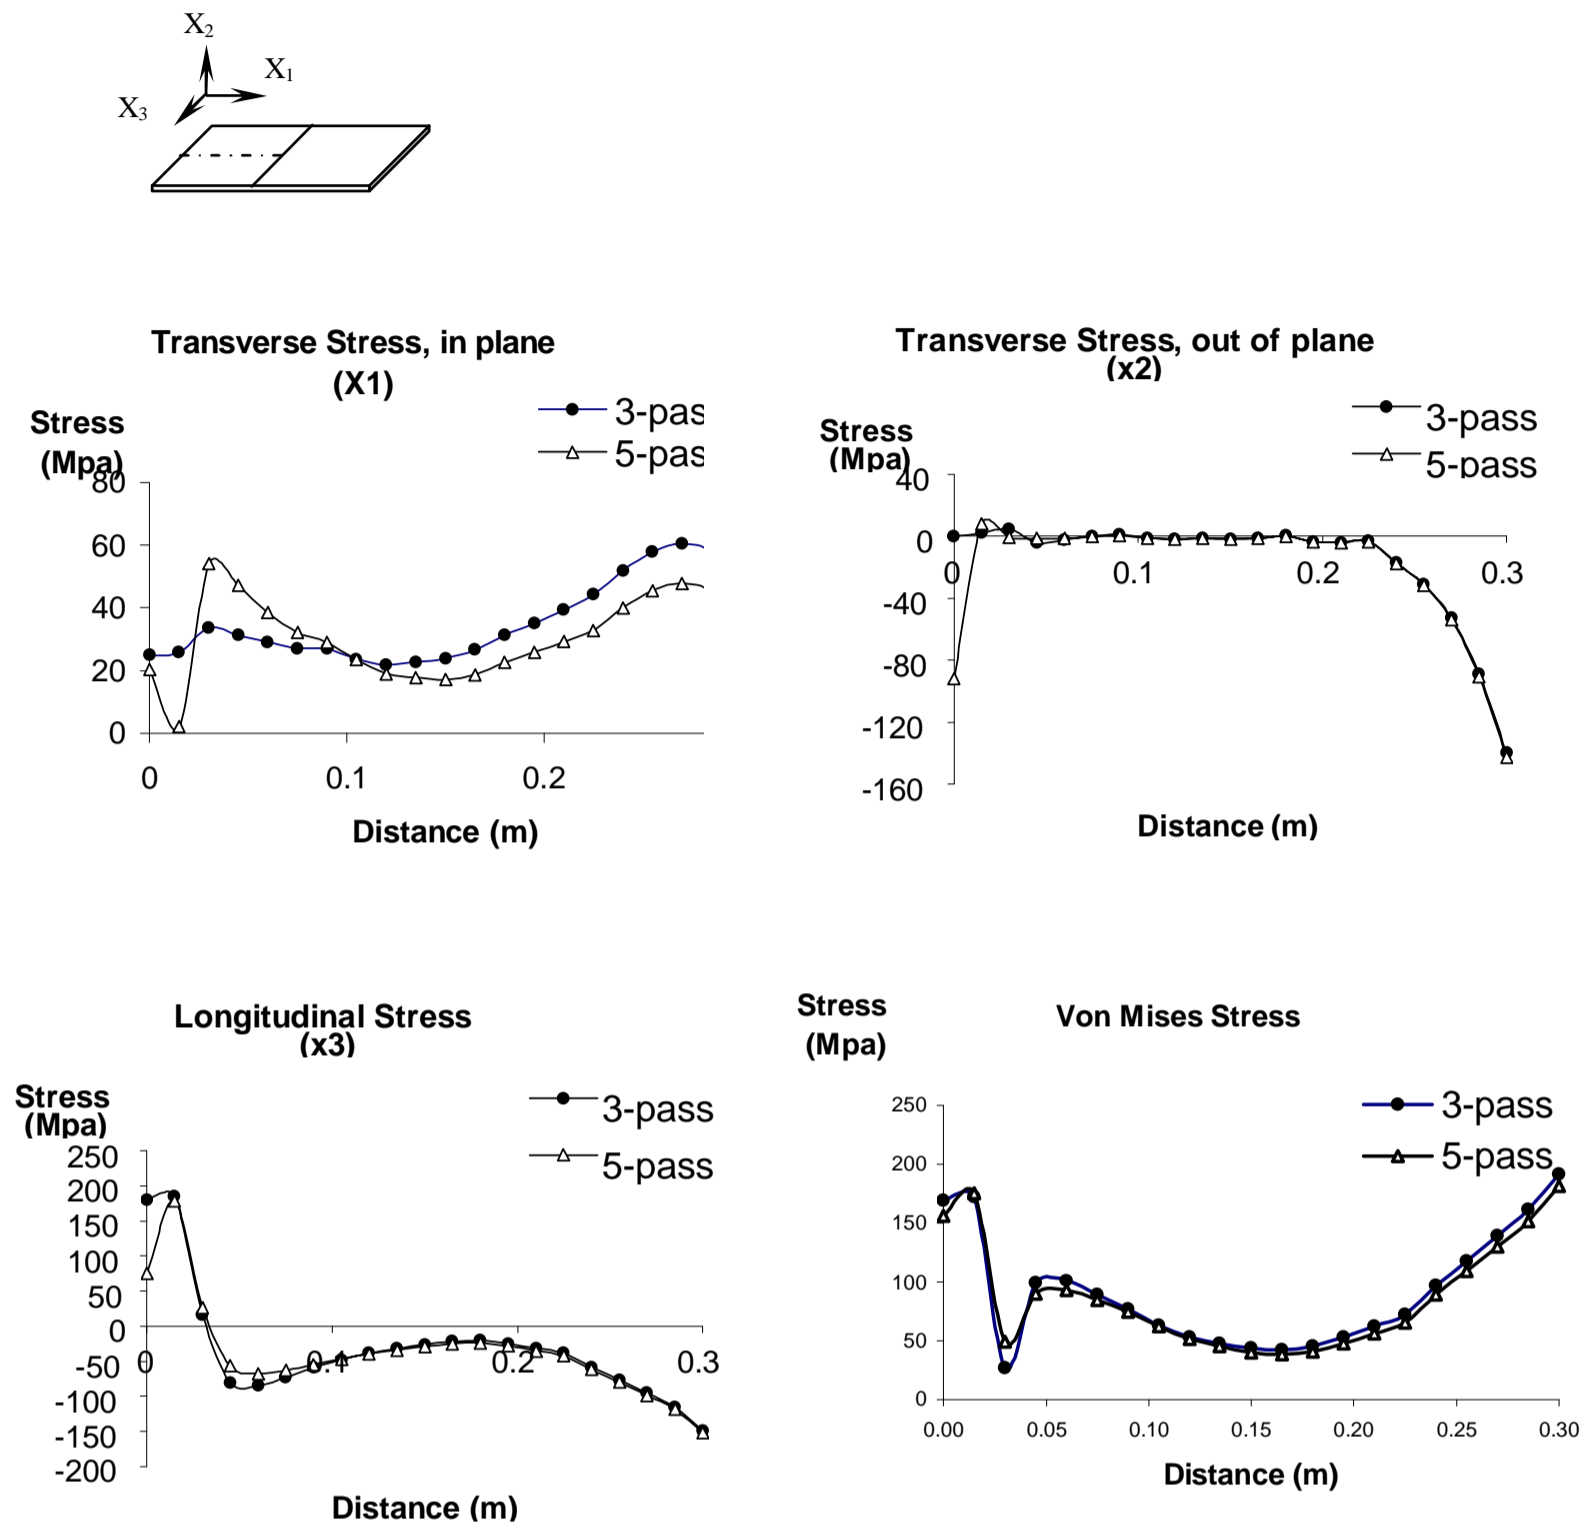 X2
X1
X3
Transverse Stress, in plane
(X1)
Stress
(Mpa)
3-pas
5-pas
80
60
40
20
0
0
0.1
0.2
Distance (m)
Transverse Stress, out of plane
(x2)
Stress
(Mpa)
3-pass
5-pass
40
0
-40
-80
-120
-160
0
0.1
0.2
0.3
Distance (m)
Longitudinal Stress
(x3)
Stress
(Mpa)
3-pass
5-pass
250
200
150
100
50
0
-50
-100
-150
-200
0
0.1
0.2
0.3
Distance (m)
Von Mises Stress
Stress
(Mpa)
3-pass
5-pass
250
200
150
100
50
0
0.00
0.05
0.10
0.15
0.20
0.25
0.30
Distance (m)